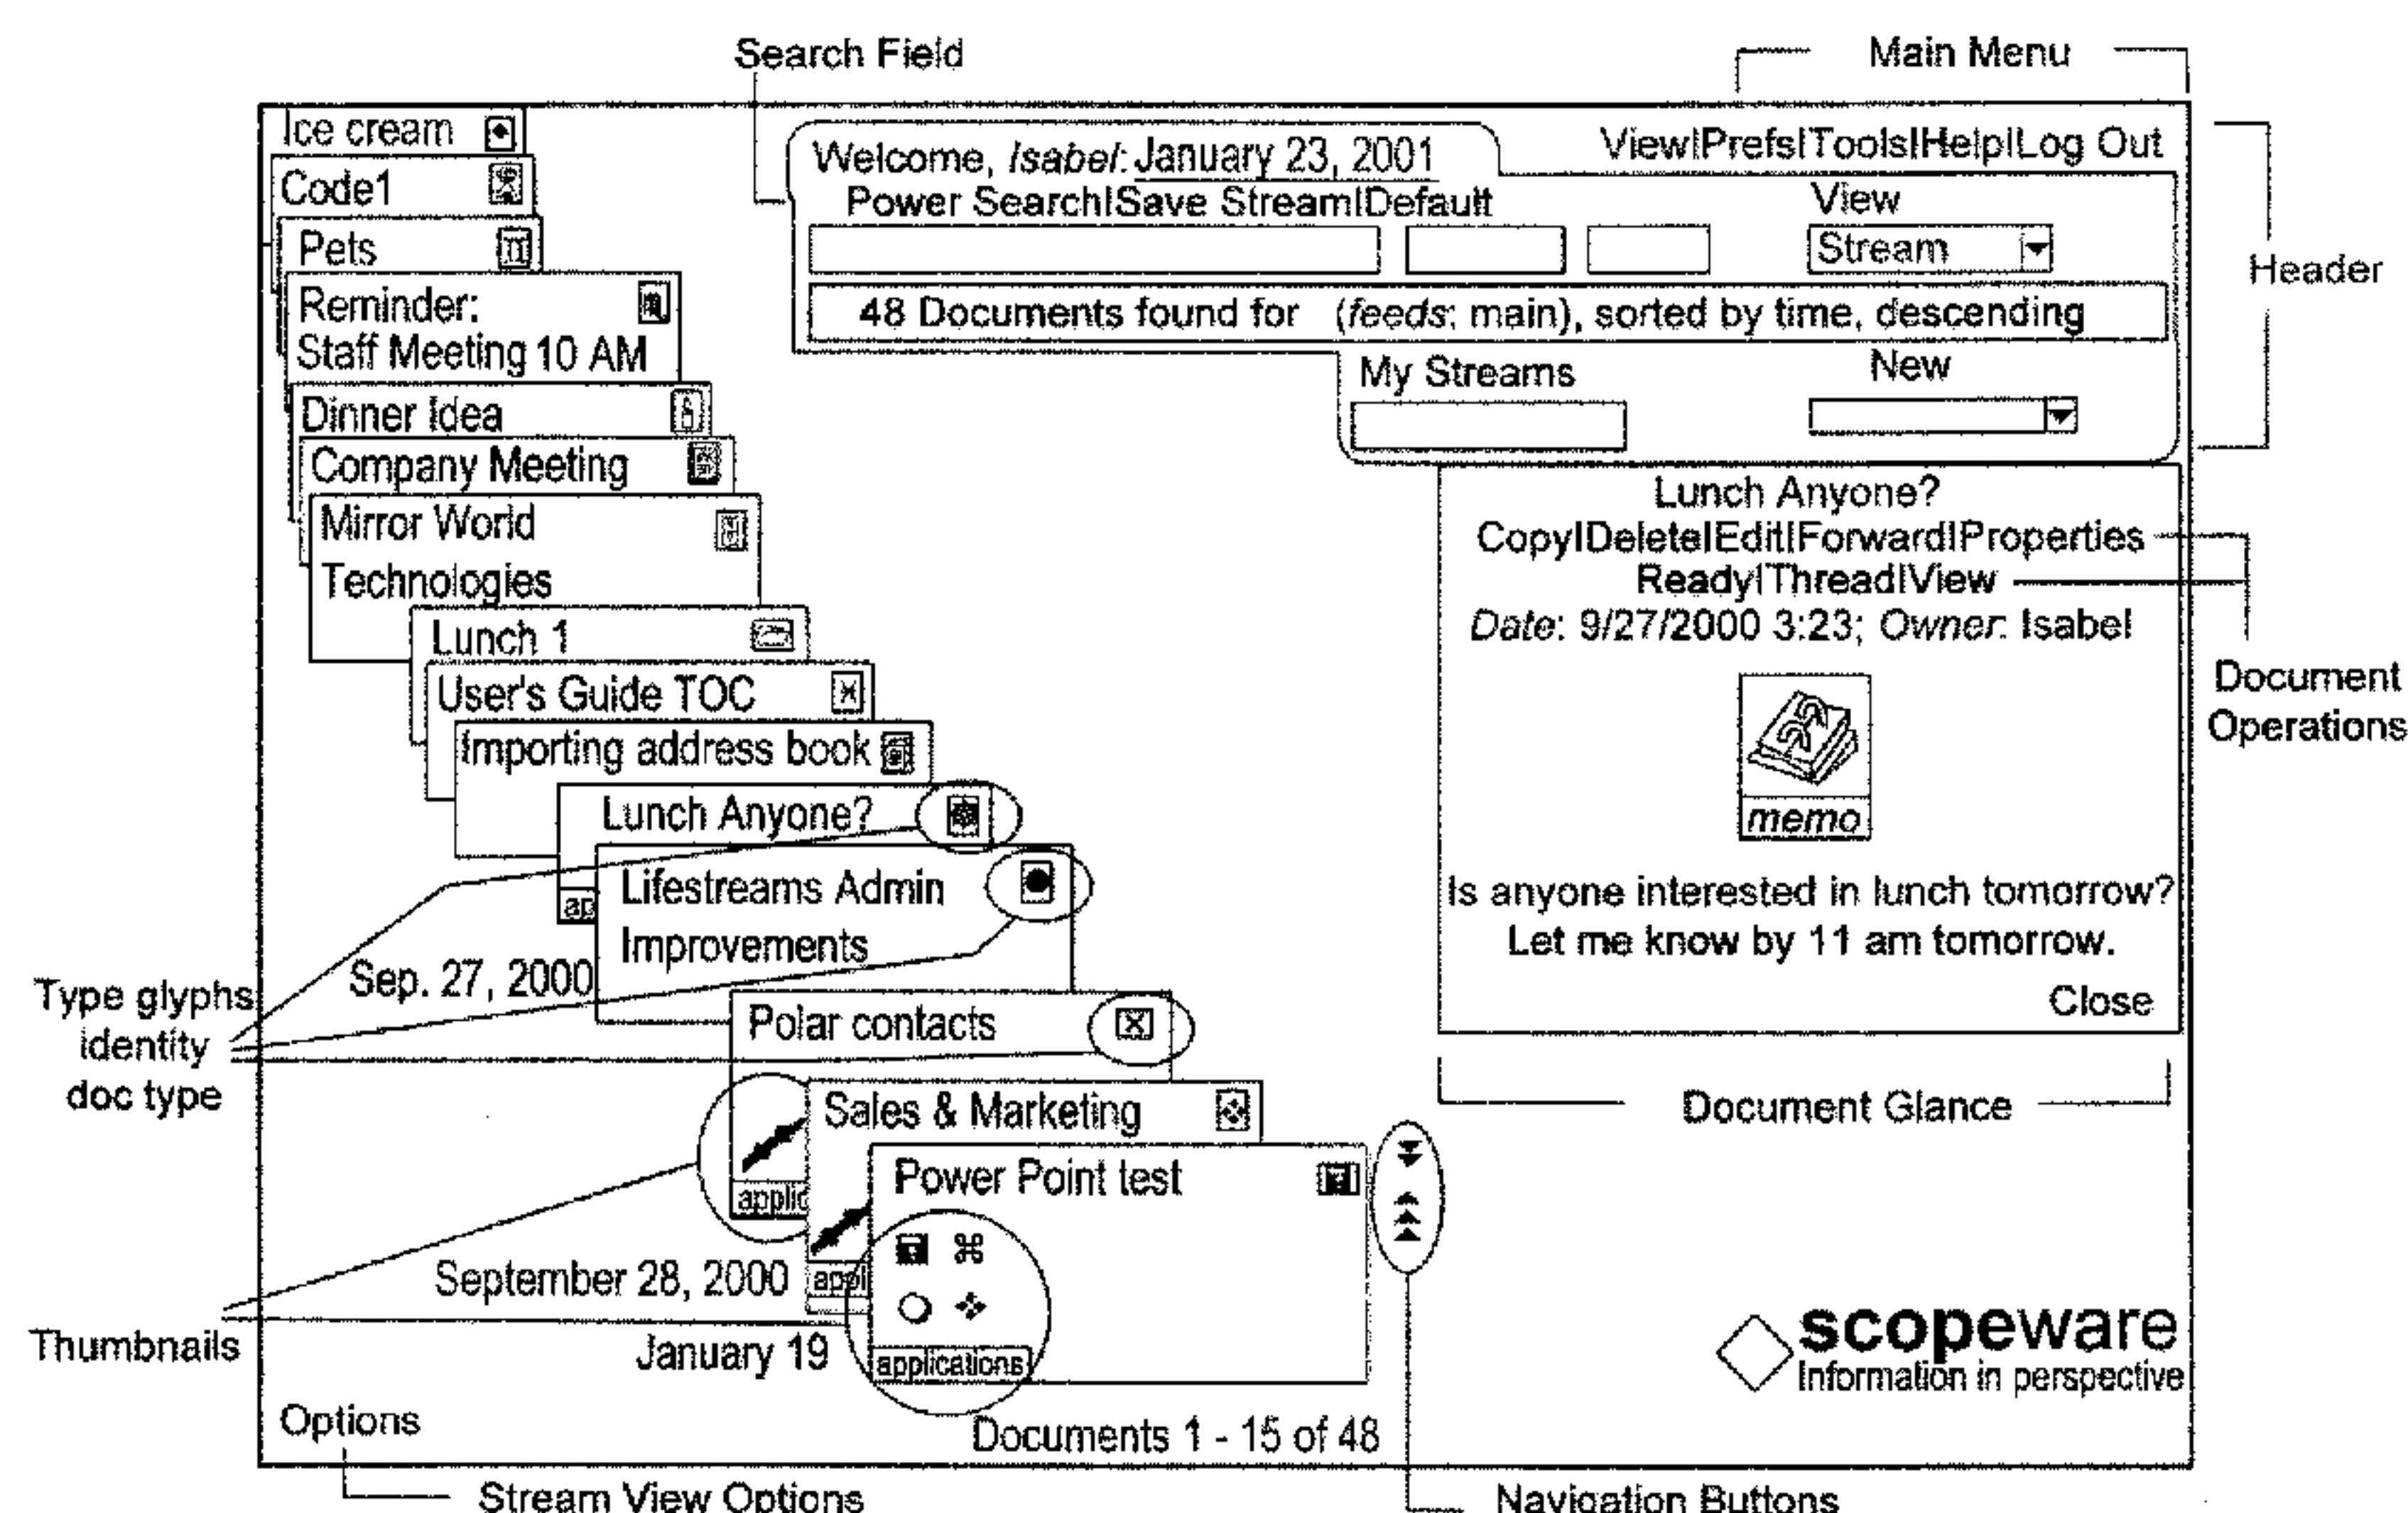 Search Field
Main Menu
Ice cream
Code1
Pets
Reminder:
Staff Meeting 10 AM
Dinner Idea
Company Meeting
Mirror World
Technologies
Lunch 1
User's Guide TOC
Importing address book
Lunch Anyone?
ap
Lifestreams Admin
Improvements
Sep. 27, 2000
Polar contacts
applic
Sales & Marketing
appli
September 28, 2000
Power Point test
applications
January 19
Type glyphs
identity
doc type
Thumbnails
Options
Documents 1 - 15 of 48
Stream View Options
Navigation Buttons
Welcome, Isabel: January 23, 2001
View|Prefs|Tools|Help|Log Out
Power Search|Save Stream|Default
View
Stream
Header
48 Documents found for (feeds: main), sorted by time, descending
My Streams
New
Lunch Anyone?
Copy|Delete|Edit|Forward|Properties
Ready|Thread|View
Date: 9/27/2000 3:23; Owner: Isabel
Document
Operations
memo
Is anyone interested in lunch tomorrow?
Let me know by 11 am tomorrow.
Close
Document Glance
scopeware
Information in perspective